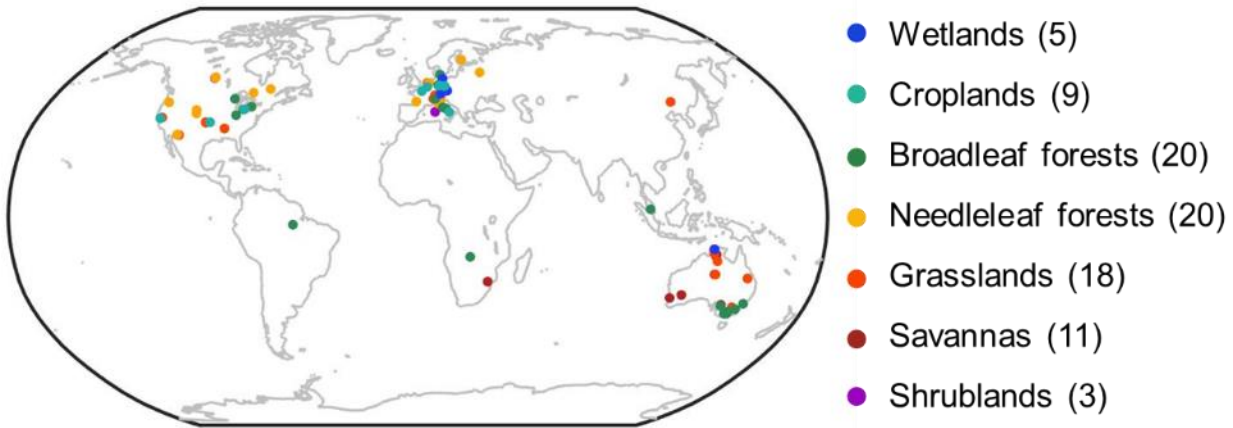 Wetlands (5)
Croplands (9)
Broadleaf forests (20)
Needleleaf forests (20)
Grasslands (18)
Savannas (11)
Shrublands (3)